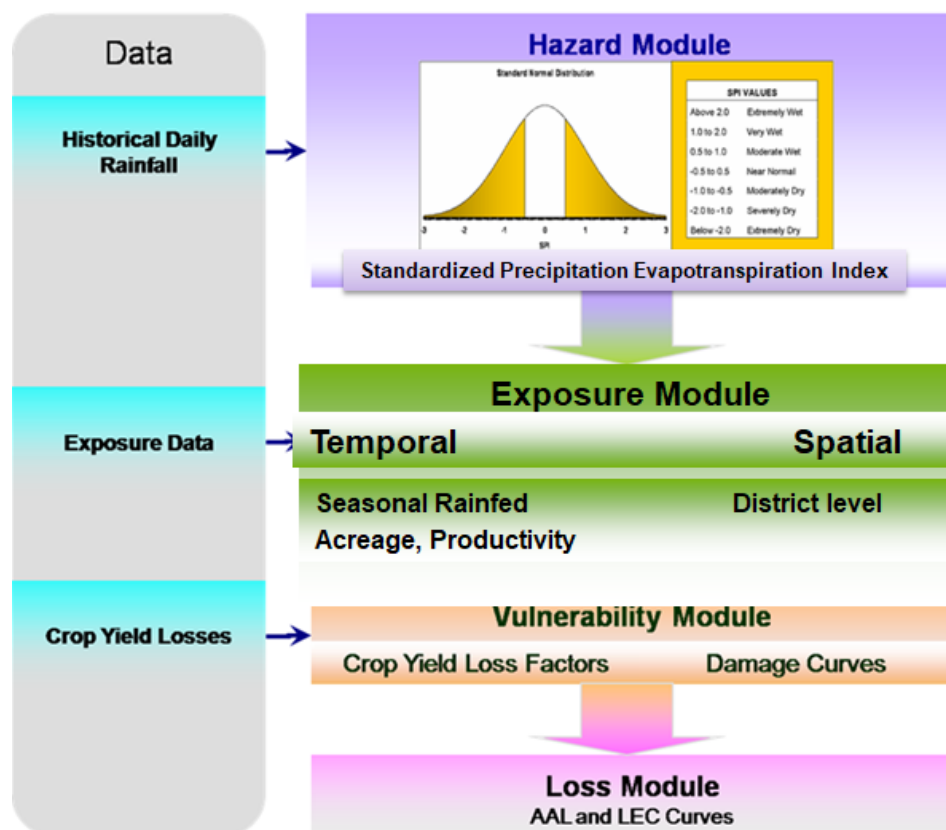 Data
Historical Daily
Rainfall
Exposure Data
Crop Yield Losses
Hazard Module
Standard Normal Distribution
-3 -2 -1 0 1 2 3
SPI
SPI VALUES
Above 2.0 Extremely Wet
1.0 to 2.0 Very Wet
0.5 to 1.0 Moderate Wet
-0.5 to 0.5 Near Normal
-1.0 to -0.5 Moderately Dry
-2.0 to -1.0 Severely Dry
Below -2.0 Extremely Dry
Standardized Precipitation Evapotranspiration Index
Exposure Module
Temporal Spatial
Seasonal Rainfed District level
Acreage, Productivity
Vulnerability Module
Crop Yield Loss Factors Damage Curves
Loss Module
AAL and LEC Curves